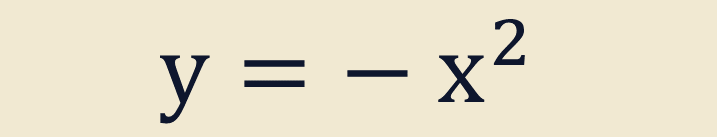 y = − x²